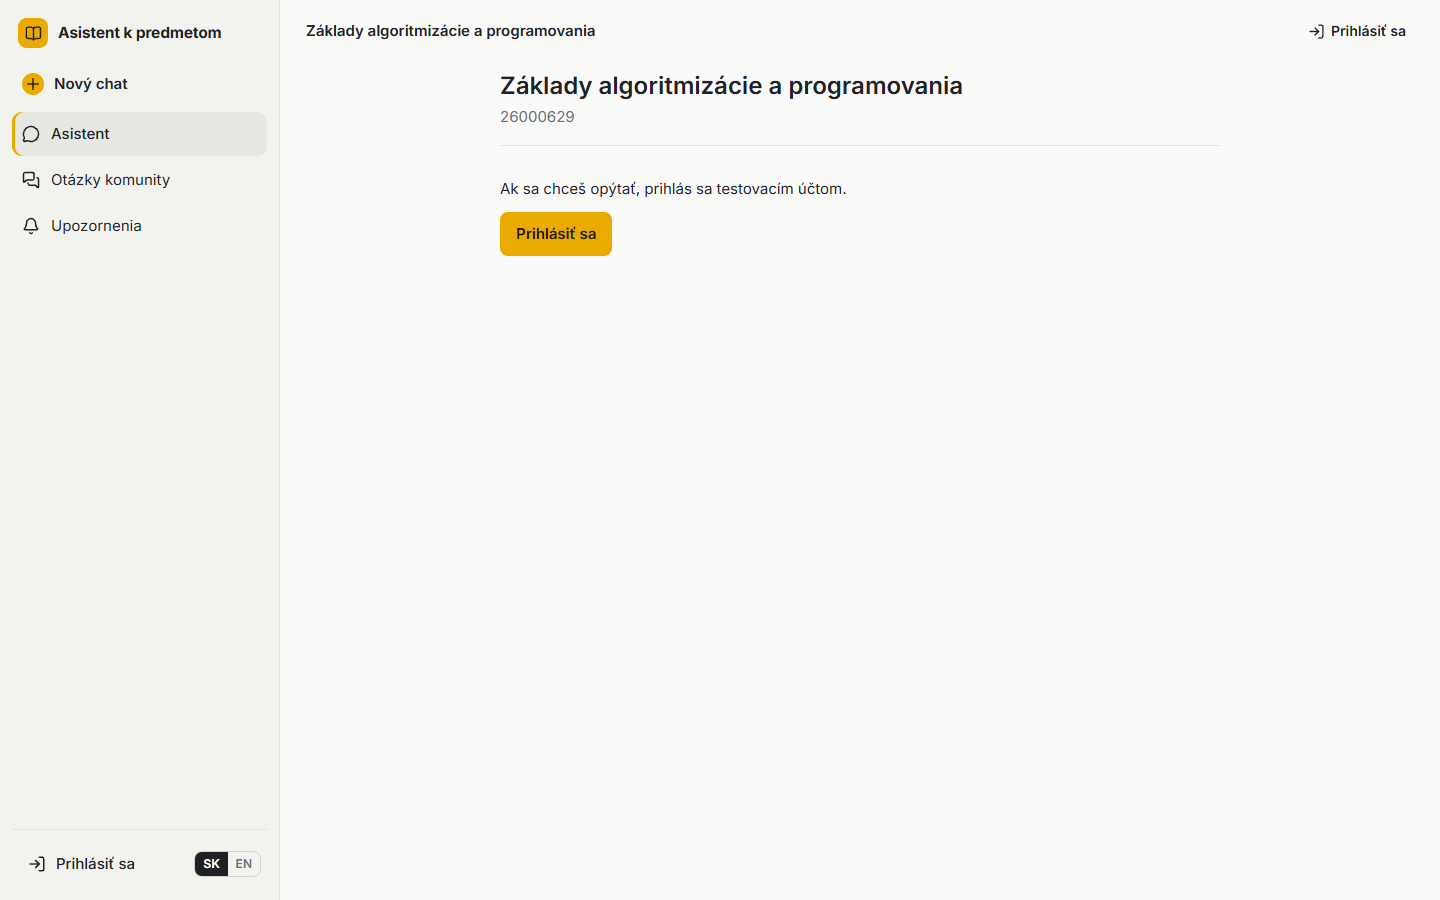 Asistent k predmetom
Nový chat
Asistent
Otázky komunity
Upozornenia
Prihlásiť sa
SK EN
Základy algoritmizácie a programovania
Prihlásiť sa
Základy algoritmizácie a programovania
26000629
Ak sa chceš opýtať, prihlás sa testovacím účtom.
Prihlásiť sa